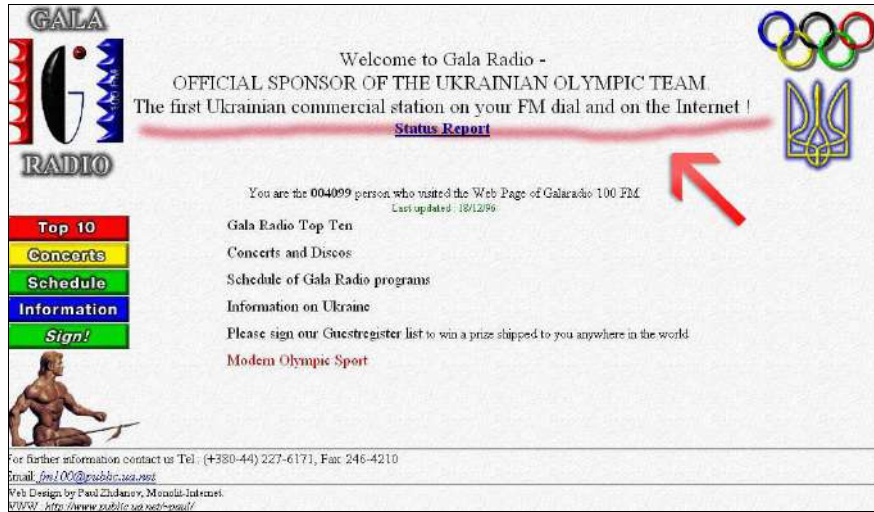 GALA
100 FM
RADIO
Welcome to Gala Radio -
OFFICIAL SPONSOR OF THE UKRAINIAN OLYMPIC TEAM.
The first Ukrainian commercial station on your FM dial and on the Internet !
Status Report
You are the 004099 person who visited the Web Page of Galaradio 100 FM.
Last updated : 18/12/96
Top 10
Gala Radio Top Ten
Concerts
Concerts and Discos
Schedule
Schedule of Gala Radio programs
Information
Information on Ukraine
Sign!
Please sign our Guestregister list to win a prize shipped to you anywhere in the world
Modern Olympic Sport
For further information contact us Tel.: (+380-44) 227-6171, Fax: 246-4210
Email: fm100@public.ua.net
Web Design by Paul Zhdanov, Monolit-Internet.
WWW : http://www.public.ua.net/~paul/